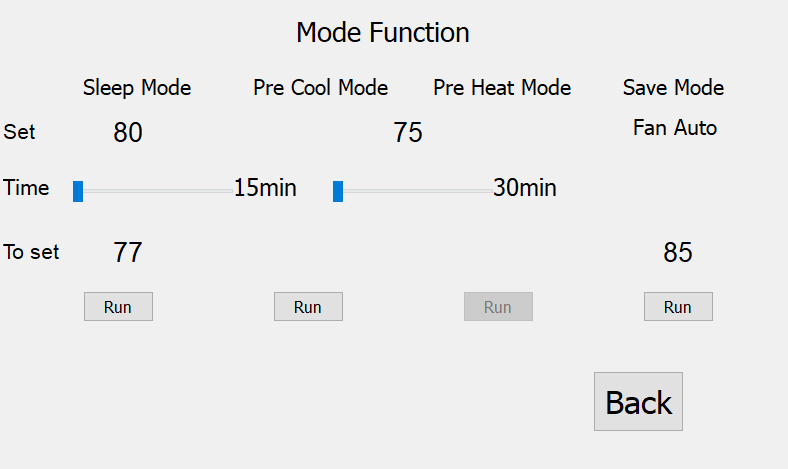 Mode Function
Sleep Mode Pre Cool Mode Pre Heat Mode Save Mode
Set 80 75 Fan Auto
Time 15min 30min
To set 77 85
Run Run Run Run
Back